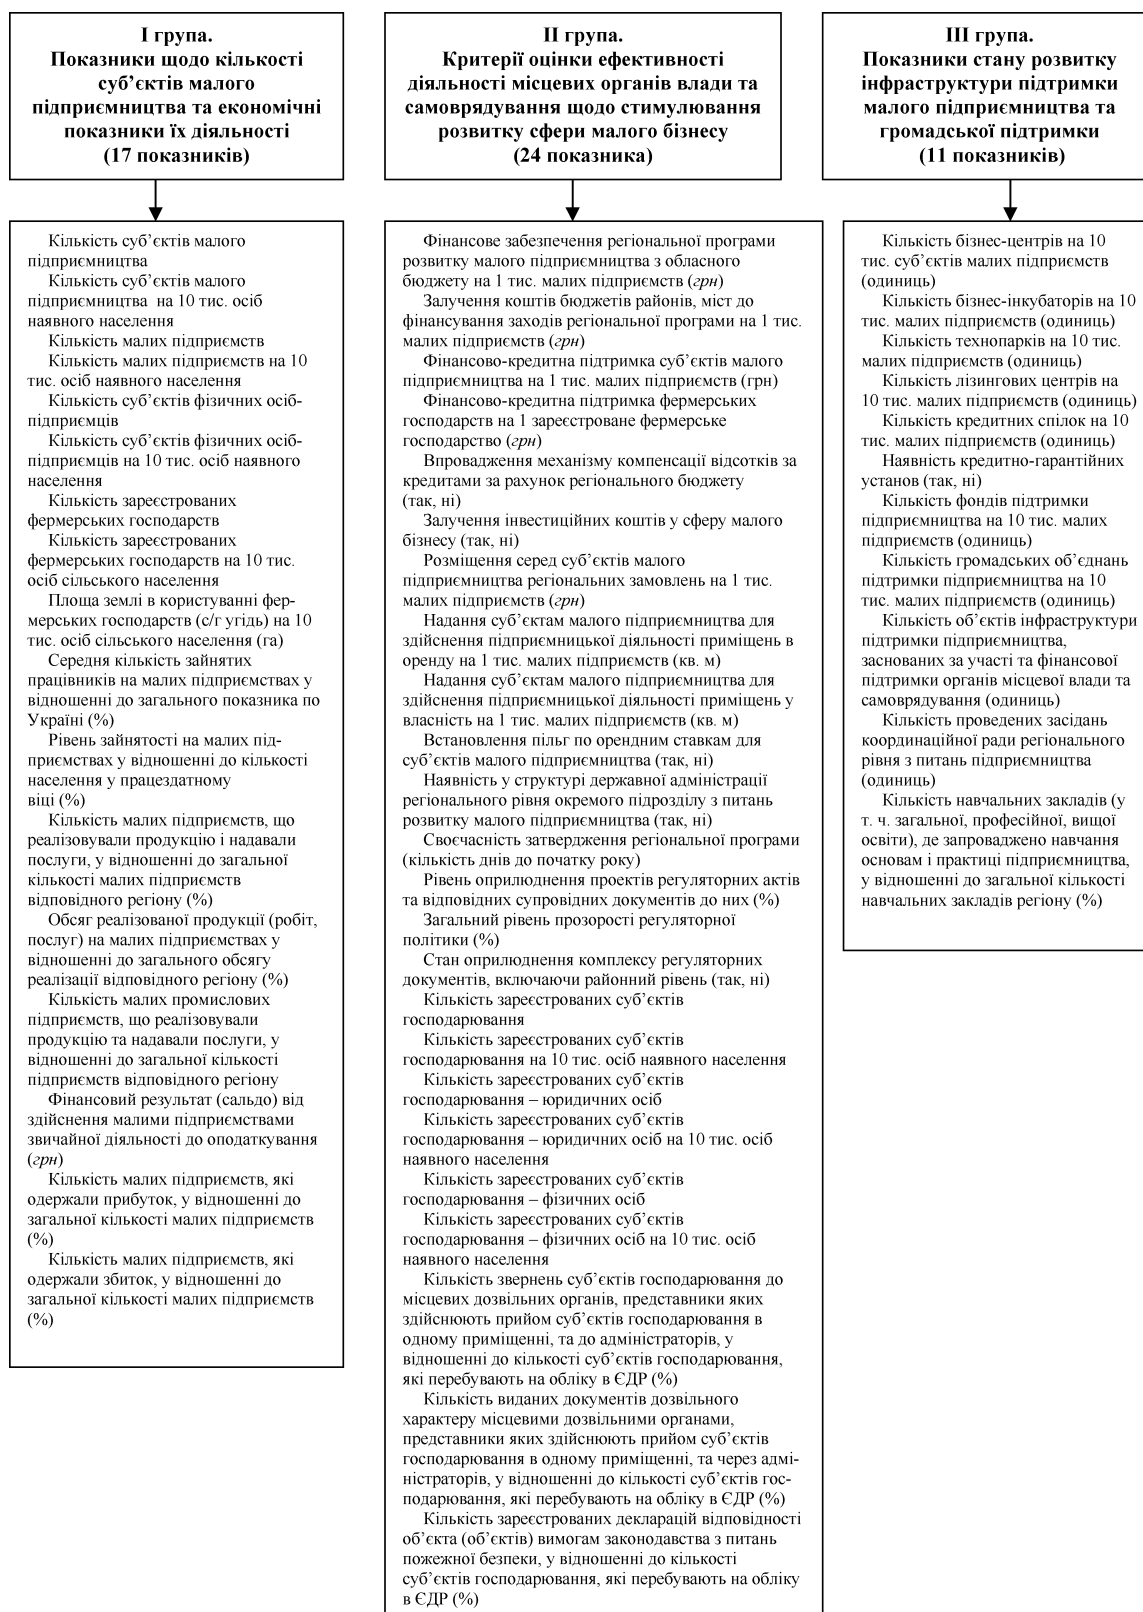 І група.
Показники щодо кількості
суб’єктів малого
підприємництва та економічні
показники їх діяльності
(17 показників)
Кількість суб’єктів малого
підприємництва
Кількість суб’єктів малого
підприємництва на 10 тис. осіб
наявного населення
Кількість малих підприємств
Кількість малих підприємств на 10
тис. осіб наявного населення
Кількість суб’єктів фізичних осіб-
підприємців
Кількість суб’єктів фізичних осіб-
підприємців на 10 тис. осіб наявного
населення
Кількість зареєстрованих
фермерських господарств
Кількість зареєстрованих
фермерських господарств на 10 тис.
осіб сільського населення
Площа землі в користуванні фер-
мерських господарств (с/г угідь) на 10
тис. осіб сільського населення (га)
Середня кількість зайнятих
працівників на малих підприємствах у
відношенні до загального показника по
Україні (%)
Рівень зайнятості на малих під-
приємствах у відношенні до кількості
населення у працездатному
віці (%)
Кількість малих підприємств, що
реалізовували продукцію і надавали
послуги, у відношенні до загальної
кількості малих підприємств
відповідного регіону (%)
Обсяг реалізованої продукції (робіт,
послуг) на малих підприємствах у
відношенні до загального обсягу
реалізації відповідного регіону (%)
Кількість малих промислових
підприємств, що реалізовували
продукцію та надавали послуги, у
відношенні до загальної кількості
підприємств відповідного регіону
Фінансовий результат (сальдо) від
здійснення малими підприємствами
звичайної діяльності до оподаткування
(грн)
Кількість малих підприємств, які
одержали прибуток, у відношенні до
загальної кількості малих підприємств
(%)
Кількість малих підприємств, які
одержали збиток, у відношенні до
загальної кількості малих підприємств
(%)
ІІ група.
Критерії оцінки ефективності
діяльності місцевих органів влади та
самоврядування щодо стимулювання
розвитку сфери малого бізнесу
(24 показника)
Фінансове забезпечення регіональної програми
розвитку малого підприємництва з обласного
бюджету на 1 тис. малих підприємств (грн)
Залучення коштів бюджетів районів, міст до
фінансування заходів регіональної програми на 1 тис.
малих підприємств (грн)
Фінансово-кредитна підтримка суб’єктів малого
підприємництва на 1 тис. малих підприємств (грн)
Фінансово-кредитна підтримка фермерських
господарств на 1 зареєстроване фермерське
господарство (грн)
Впровадження механізму компенсації відсотків за
кредитами за рахунок регіонального бюджету
(так, ні)
Залучення інвестиційних коштів у сферу малого
бізнесу (так, ні)
Розміщення серед суб’єктів малого
підприємництва регіональних замовлень на 1 тис.
малих підприємств (грн)
Надання суб’єктам малого підприємництва для
здійснення підприємницької діяльності приміщень в
оренду на 1 тис. малих підприємств (кв. м)
Надання суб’єктам малого підприємництва для
здійснення підприємницької діяльності приміщень у
власність на 1 тис. малих підприємств (кв. м)
Встановлення пільг по орендним ставкам для
суб’єктів малого підприємництва (так, ні)
Наявність у структурі державної адміністрації
регіонального рівня окремого підрозділу з питань
розвитку малого підприємництва (так, ні)
Своєчасність затвердження регіональної програми
(кількість днів до початку року)
Рівень оприлюднення проектів регуляторних актів
та відповідних супровідних документів до них (%)
Загальний рівень прозорості регуляторної
політики (%)
Стан оприлюднення комплексу регуляторних
документів, включаючи районний рівень (так, ні)
Кількість зареєстрованих суб’єктів
господарювання
Кількість зареєстрованих суб’єктів
господарювання на 10 тис. осіб наявного населення
Кількість зареєстрованих суб’єктів
господарювання – юридичних осіб
Кількість зареєстрованих суб’єктів
господарювання – юридичних осіб на 10 тис. осіб
наявного населення
Кількість зареєстрованих суб’єктів
господарювання – фізичних осіб
Кількість зареєстрованих суб’єктів
господарювання – фізичних осіб на 10 тис. осіб
наявного населення
Кількість звернень суб’єктів господарювання до
місцевих дозвільних органів, представники яких
здійснюють прийом суб’єктів господарювання в
одному приміщенні, та до адміністраторів, у
відношенні до кількості суб’єктів господарювання,
які перебувають на обліку в ЄДР (%)
Кількість виданих документів дозвільного
характеру місцевими дозвільними органами,
представники яких здійснюють прийом суб’єктів
господарювання в одному приміщенні, та через адмі-
ністраторів, у відношенні до кількості суб’єктів гос-
подарювання, які перебувають на обліку в ЄДР (%)
Кількість зареєстрованих декларацій відповідності
об’єкта (об’єктів) вимогам законодавства з питань
пожежної безпеки, у відношенні до кількості
суб’єктів господарювання, які перебувають на обліку
в ЄДР (%)
ІІІ група.
Показники стану розвитку
інфраструктури підтримки
малого підприємництва та
громадської підтримки
(11 показників)
Кількість бізнес-центрів на 10
тис. суб’єктів малих підприємств
(одиниць)
Кількість бізнес-інкубаторів на 10
тис. малих підприємств (одиниць)
Кількість технопарків на 10 тис.
малих підприємств (одиниць)
Кількість лізингових центрів на
10 тис. малих підприємств (одиниць)
Кількість кредитних спілок на 10
тис. малих підприємств (одиниць)
Наявність кредитно-гарантійних
установ (так, ні)
Кількість фондів підтримки
підприємництва на 10 тис. малих
підприємств (одиниць)
Кількість громадських об’єднань
підтримки підприємництва на 10
тис. малих підприємств (одиниць)
Кількість об’єктів інфраструктури
підтримки підприємництва,
заснованих за участі та фінансової
підтримки органів місцевої влади та
самоврядування (одиниць)
Кількість проведених засідань
координаційної ради регіонального
рівня з питань підприємництва
(одиниць)
Кількість навчальних закладів (у
т. ч. загальної, професійної, вищої
освіти), де запроваджено навчання
основам і практиці підприємництва,
у відношенні до загальної кількості
навчальних закладів регіону (%)